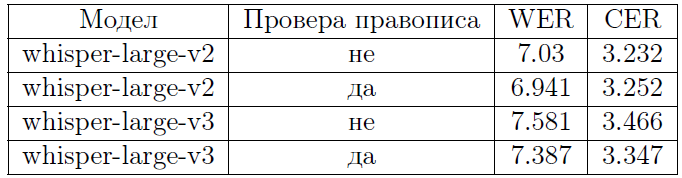 Модел Провера правописа WER CER
whisper-large-v2 не 7.03 3.232
whisper-large-v2 да 6.941 3.252
whisper-large-v3 не 7.581 3.466
whisper-large-v3 да 7.387 3.347